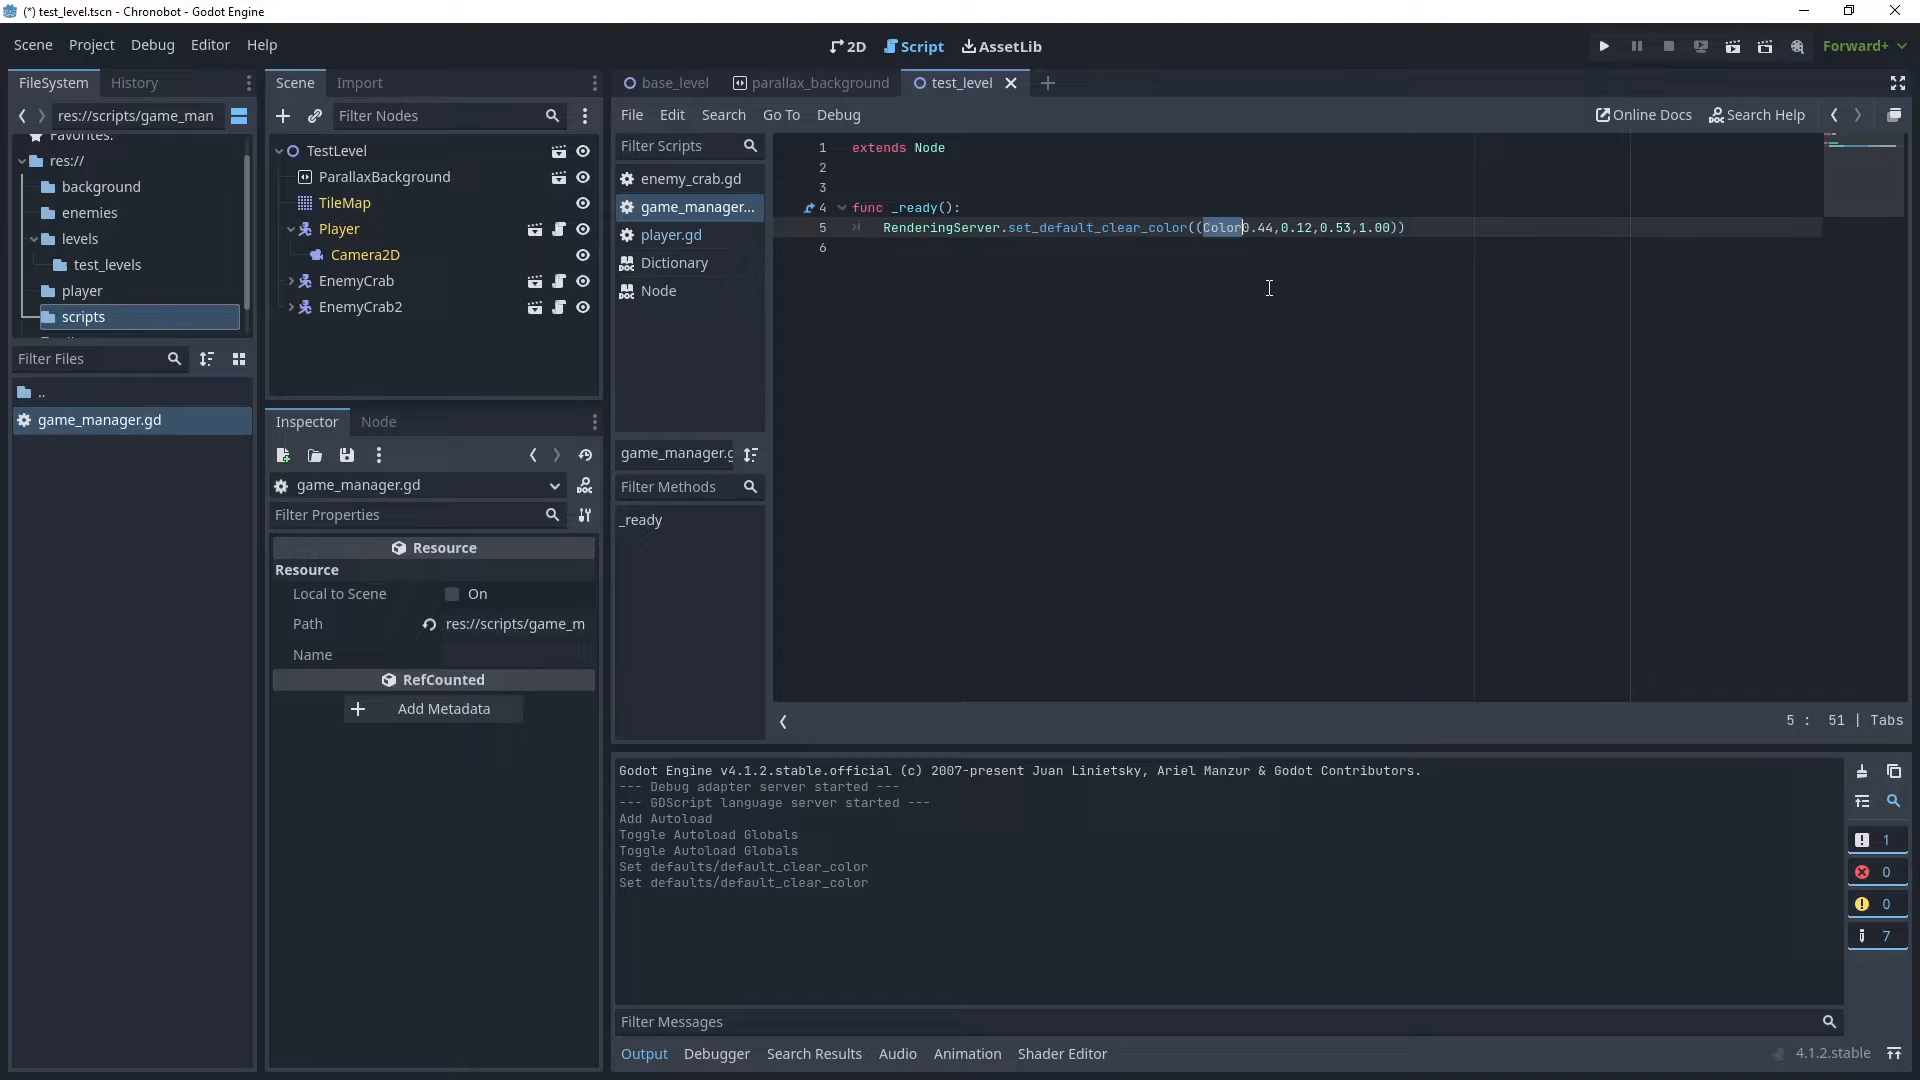 (*) test_level.tscn - Chronobot - Godot Engine
Scene Project Debug Editor Help
2D Script AssetLib
Forward+
FileSystem History
res://scripts/game_man
Favorites:
res://
background
enemies
levels
test_levels
player
scripts
Filter Files
..
game_manager.gd
Scene Import
Filter Nodes
TestLevel
ParallaxBackground
TileMap
Player
Camera2D
EnemyCrab
EnemyCrab2
Inspector Node
game_manager.gd
Filter Properties
Resource
Resource
Local to Scene On
Path res://scripts/game_m
Name
RefCounted
Add Metadata
base_level parallax_background test_level
File Edit Search Go To Debug
Online Docs Search Help
Filter Scripts
enemy_crab.gd
game_manager...
player.gd
Dictionary
Node
game_manager.g
Filter Methods
_ready
1 extends Node
2
3
4 func _ready():
5 RenderingServer.set_default_clear_color((Color0.44,0.12,0.53,1.00))
6
5 : 51 | Tabs
Godot Engine v4.1.2.stable.official (c) 2007-present Juan Linietsky, Ariel Manzur & Godot Contributors.
--- Debug adapter server started ---
--- GDScript language server started ---
Add Autoload
Toggle Autoload Globals
Toggle Autoload Globals
Set defaults/default_clear_color
Set defaults/default_clear_color
1
0
0
7
Filter Messages
Output Debugger Search Results Audio Animation Shader Editor
4.1.2.stable